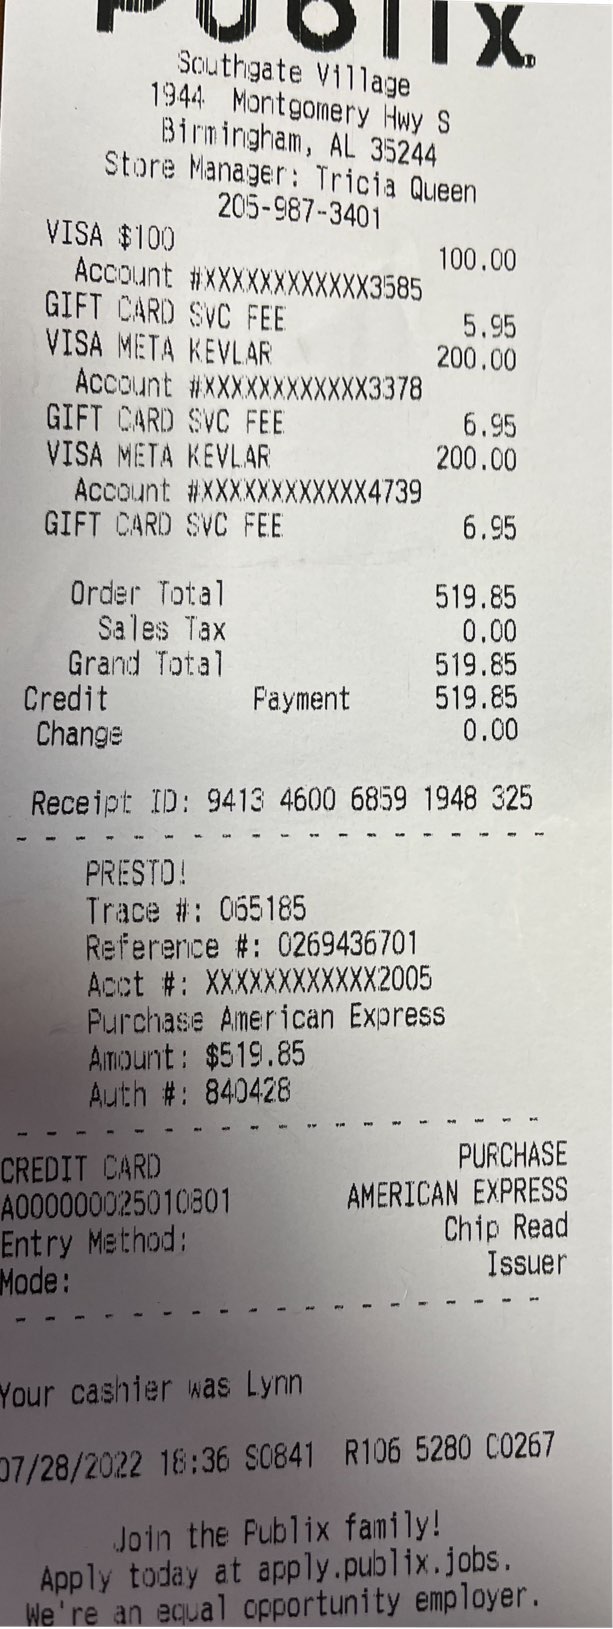 Publix
Southgate Village
1944 Montgomery Hwy S
Birmingham, AL 35244
Store Manager: Tricia Queen
205-987-3401
VISA $100 100.00
Account #XXXXXXXXXXXX3585
GIFT CARD SVC FEE 5.95
VISA META KEVLAR 200.00
Account #XXXXXXXXXXXX3378
GIFT CARD SVC FEE 6.95
VISA META KEVLAR 200.00
Account #XXXXXXXXXXXX4739
GIFT CARD SVC FEE 6.95
Order Total 519.85
Sales Tax 0.00
Grand Total 519.85
Credit Payment 519.85
Change 0.00
Receipt ID: 9413 4600 6859 1948 325
PRESTO!
Trace #: 065185
Reference #: 0269436701
Acct #: XXXXXXXXXXXX2005
Purchase American Express
Amount: $519.85
Auth #: 840428
CREDIT CARD PURCHASE
A000000025010801 AMERICAN EXPRESS
Entry Method: Chip Read
Mode: Issuer
Your cashier was Lynn
07/28/2022 18:36 S0841 R106 5280 C0267
Join the Publix family!
Apply today at apply.publix.jobs.
We're an equal opportunity employer.